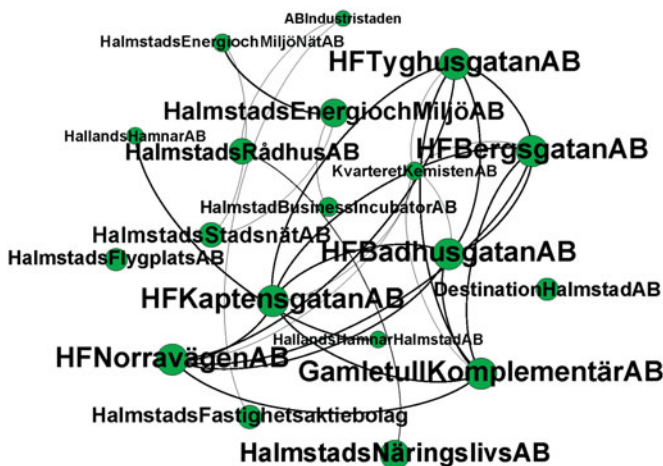 ABIndustristaden
HalmstadsEnergiochMiljöNätAB
HFTyghusgatanAB
HalmstadsEnergiochMiljöAB
HallandsHamnarAB
HalmstadsRådhusAB
HFBergsgatanAB
KvarteretKemistenAB
HalmstadBusinessIncubatorAB
HalmstadsStadsnätAB
HFBadhusgatanAB
HalmstadsFlygplatsAB
DestinationHalmstadAB
HFKaptensgatanAB
HallandsHamnarHalmstadAB
HFNorravägenAB
GamletullKomplementärAB
HalmstadsFastighetsaktiebolag
HalmstadsNäringslivsAB